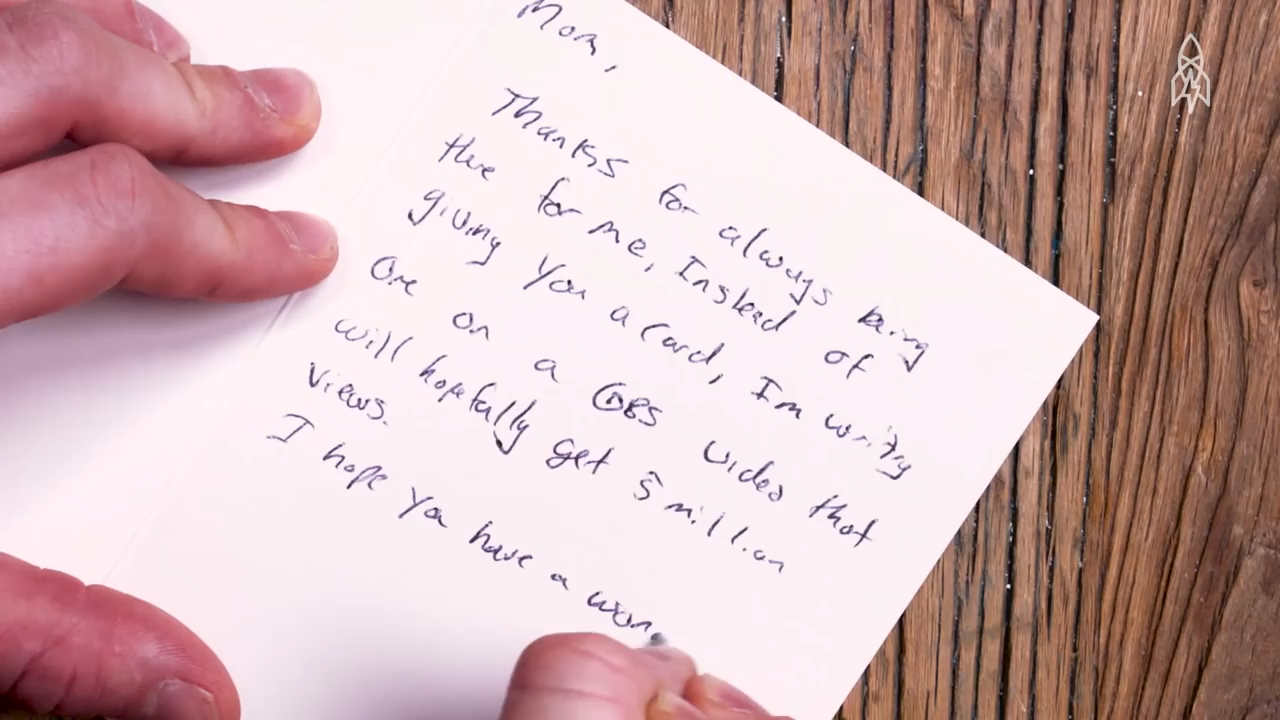 Mom,
Thanks for always being
there for me, Instead of
giving You a Card, I'm writing
One on a GBS video that
will hopefully get 5 million
views.
I hope You have a won